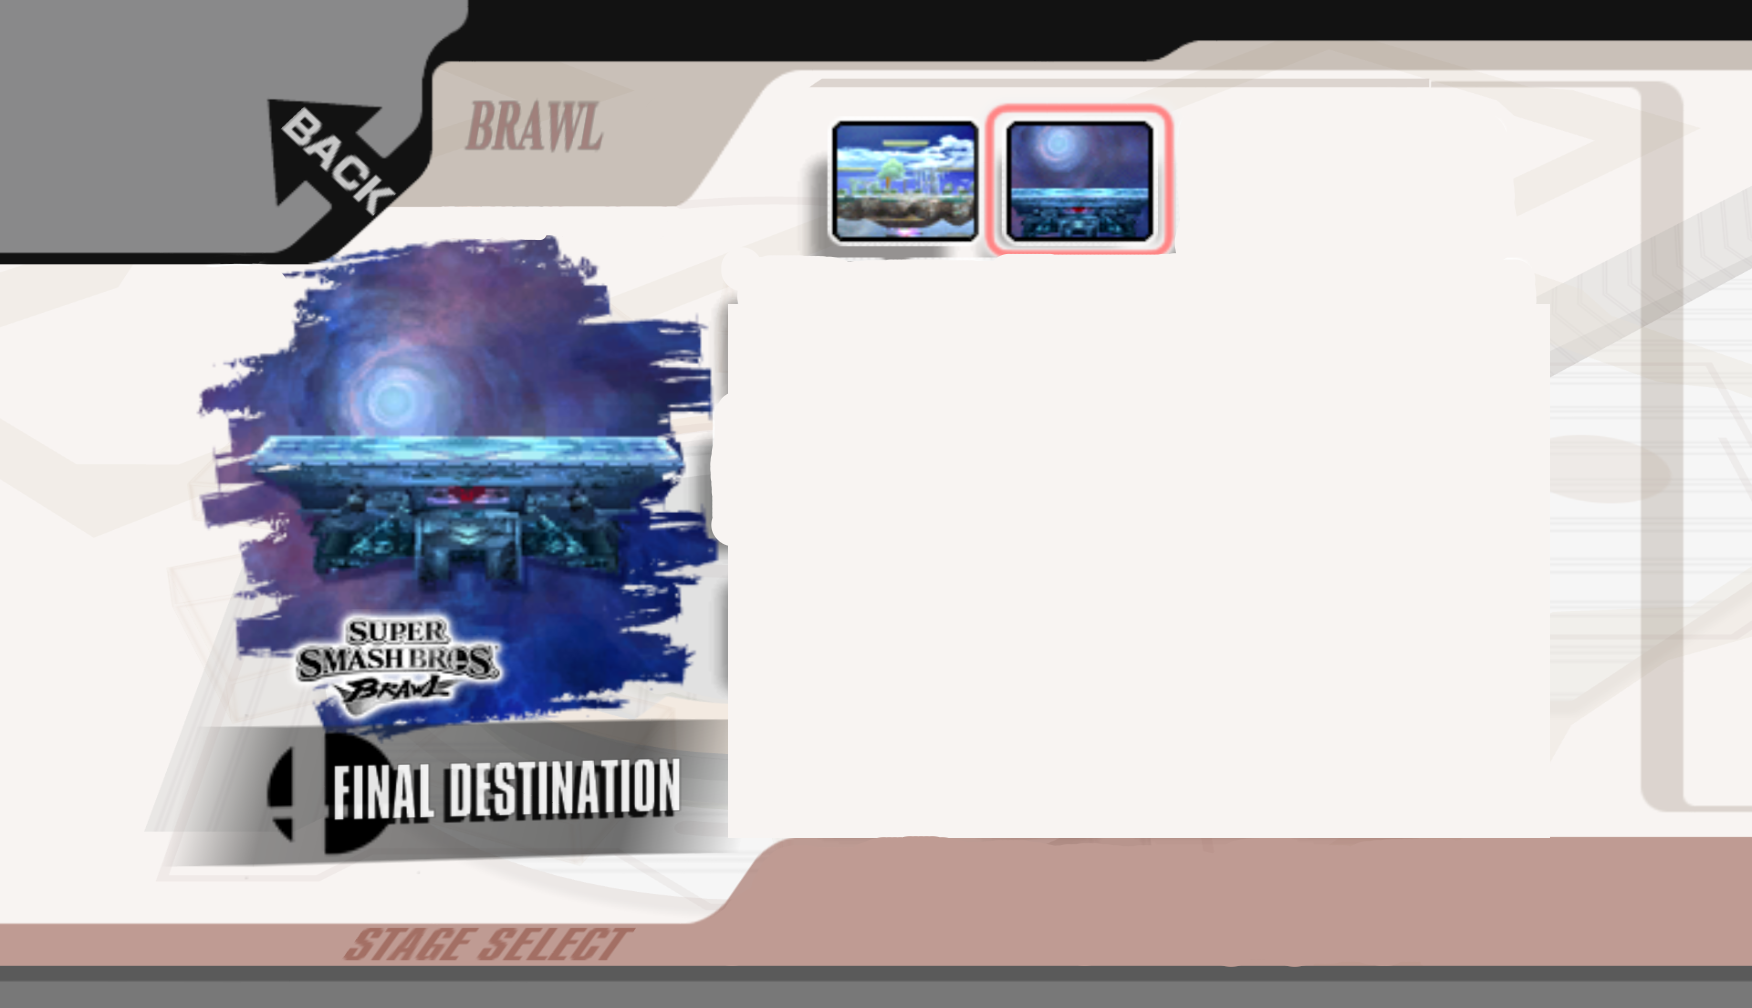 BACK
BRAWL
SUPER
SMASH BROS.
BRAWL
FINAL DESTINATION
STAGE SELECT